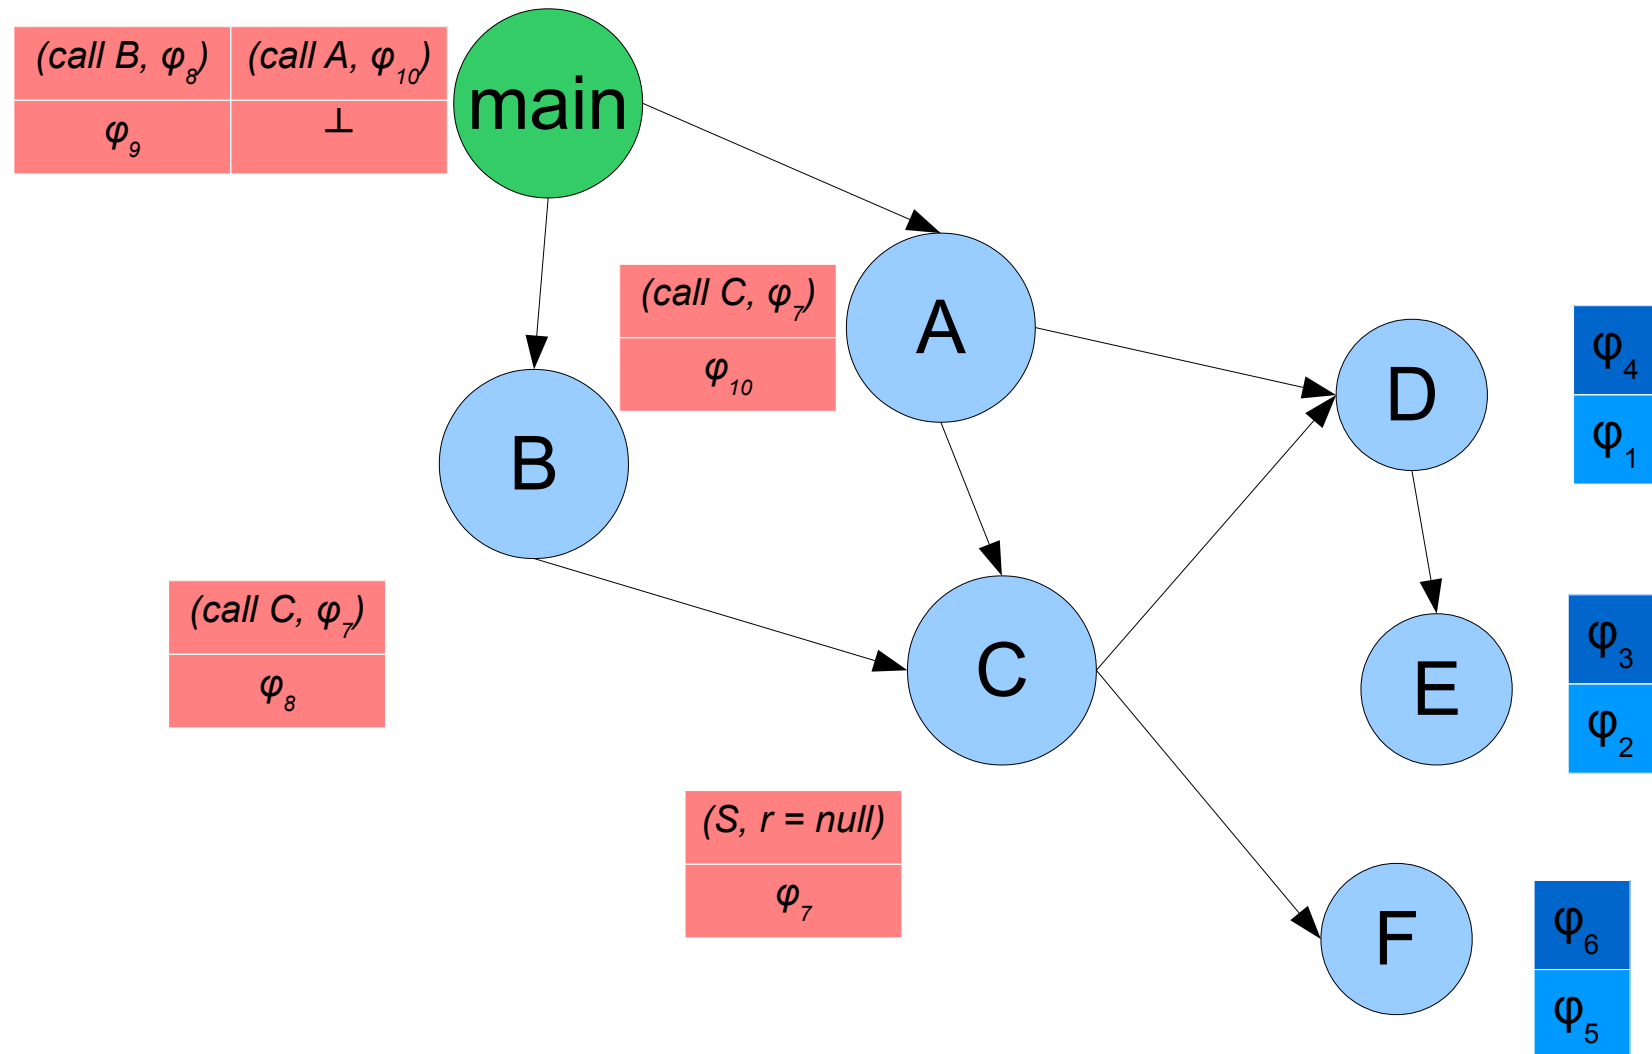 (call B, φ₈) (call A, φ₁₀)
φ₉ ⊥
main
(call C, φ₇)
φ₁₀
A
B
D
φ₄
φ₁
(call C, φ₇)
φ₈
C
E
φ₃
φ₂
(S, r = null)
φ₇
F
φ₆
φ₅